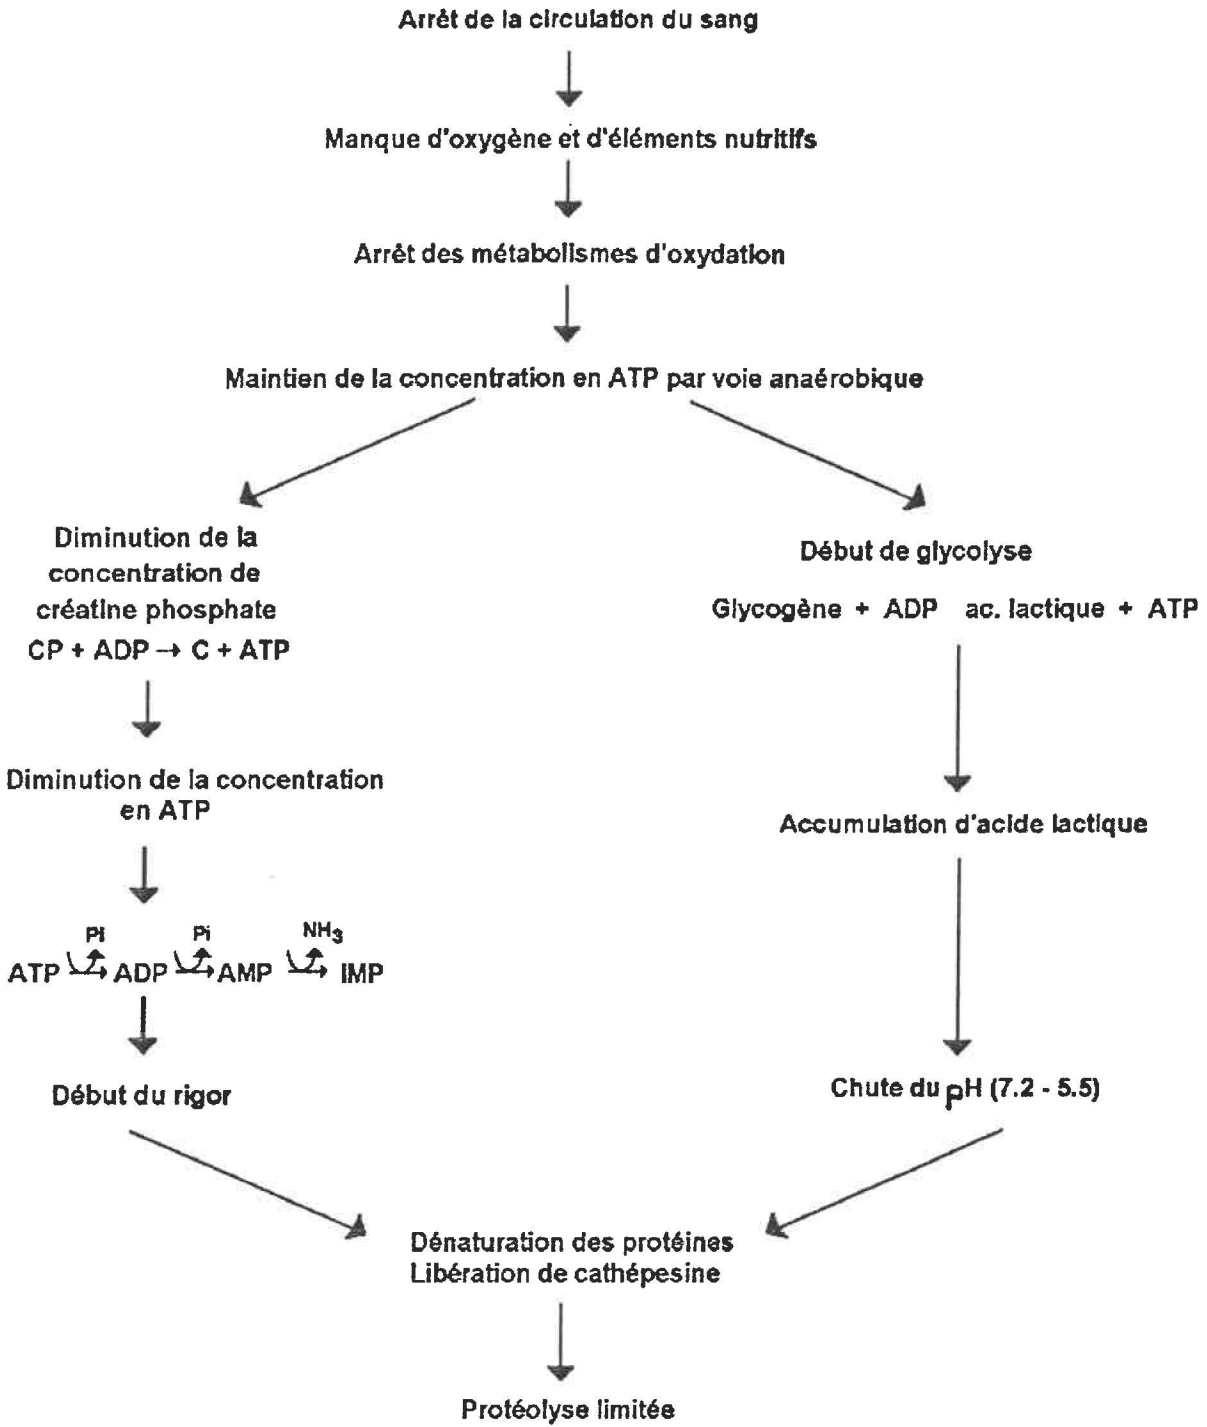 Arrêt de la circulation du sang
Manque d'oxygène et d'éléments nutritifs
Arrêt des métabolismes d'oxydation
Maintien de la concentration en ATP par voie anaérobique
Diminution de la
concentration de
créatine phosphate
CP + ADP → C + ATP
Diminution de la concentration
en ATP
Pi Pi NH₃
ATP → ADP → AMP → IMP
Début du rigor
Début de glycolyse
Glycogène + ADP ac. lactique + ATP
Accumulation d'acide lactique
Chute du pH (7.2 - 5.5)
Dénaturation des protéines
Libération de cathépesine
Protéolyse limitée